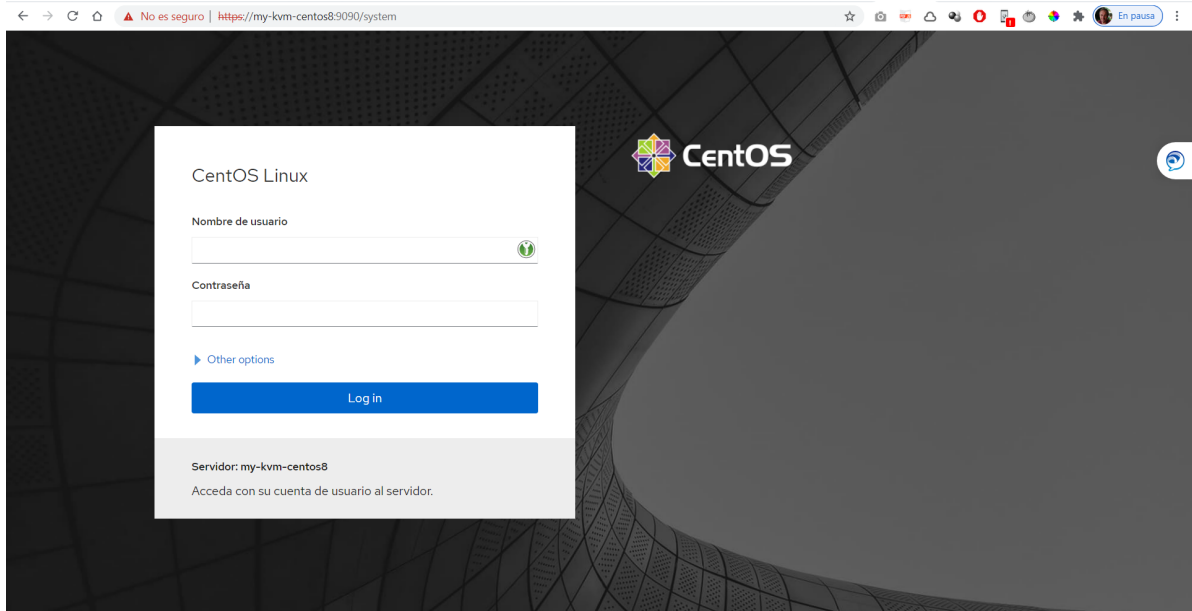 No es seguro | https://my-kvm-centos8:9090/system
En pausa
CentOS
CentOS Linux
Nombre de usuario
Contraseña
Other options
Log in
Servidor: my-kvm-centos8
Acceda con su cuenta de usuario al servidor.